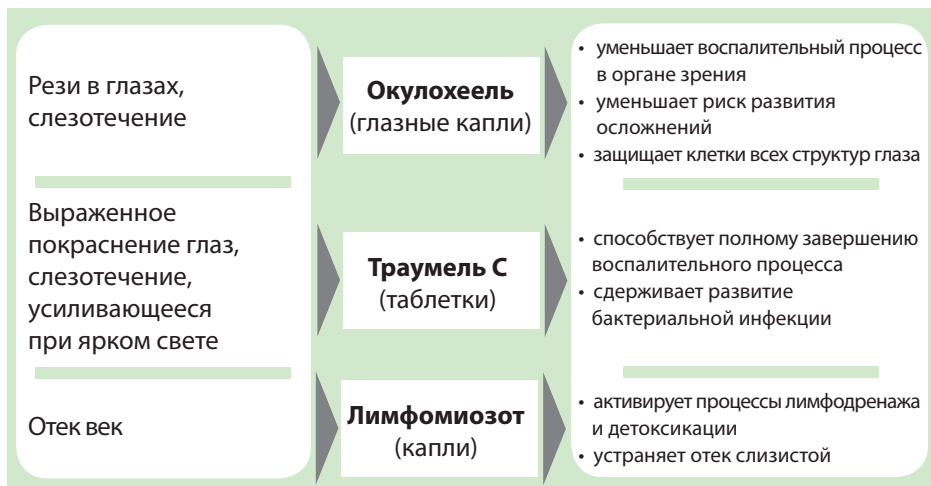 Рези в глазах,
слезотечение
Окулохеель
(глазные капли)
• уменьшает воспалительный процесс
в органе зрения
• уменьшает риск развития
осложнений
• защищает клетки всех структур глаза
Выраженное
покраснение глаз,
слезотечение,
усиливающееся
при ярком свете
Траумель С
(таблетки)
• способствует полному завершению
воспалительного процесса
• сдерживает развитие
бактериальной инфекции
Отек век
Лимфомиозот
(капли)
• активирует процессы лимфодренажа
и детоксикации
• устраняет отек слизистой